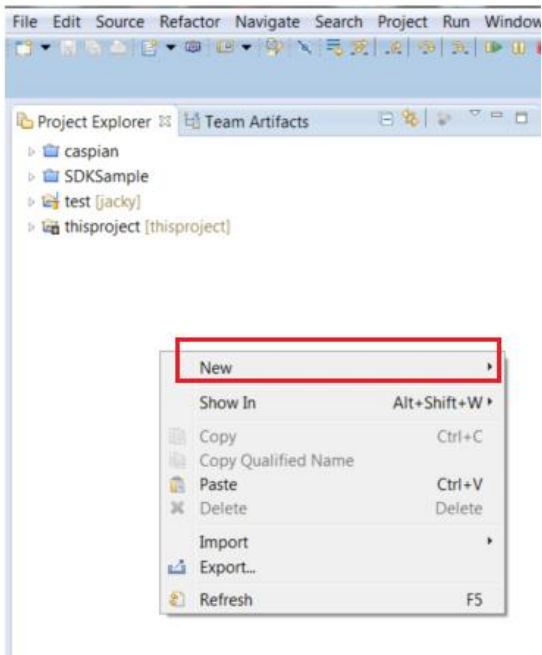 File Edit Source Refactor Navigate Search Project Run Window
Project Explorer Team Artifacts
caspian
SDKSample
test [jacky]
thisproject [thisproject]
New
Show In Alt+Shift+W
Copy Ctrl+C
Copy Qualified Name
Paste Ctrl+V
Delete Delete
Import
Export...
Refresh F5